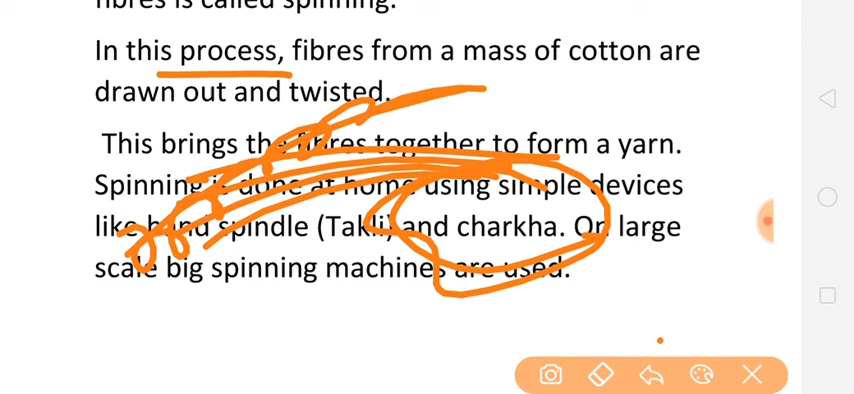 fibres is called spinning.
In this process, fibres from a mass of cotton are
drawn out and twisted.
This brings the fibres together to form a yarn.
Spinning is done at home using simple devices
like hand spindle (Takli) and charkha. On large
scale big spinning machines are used.